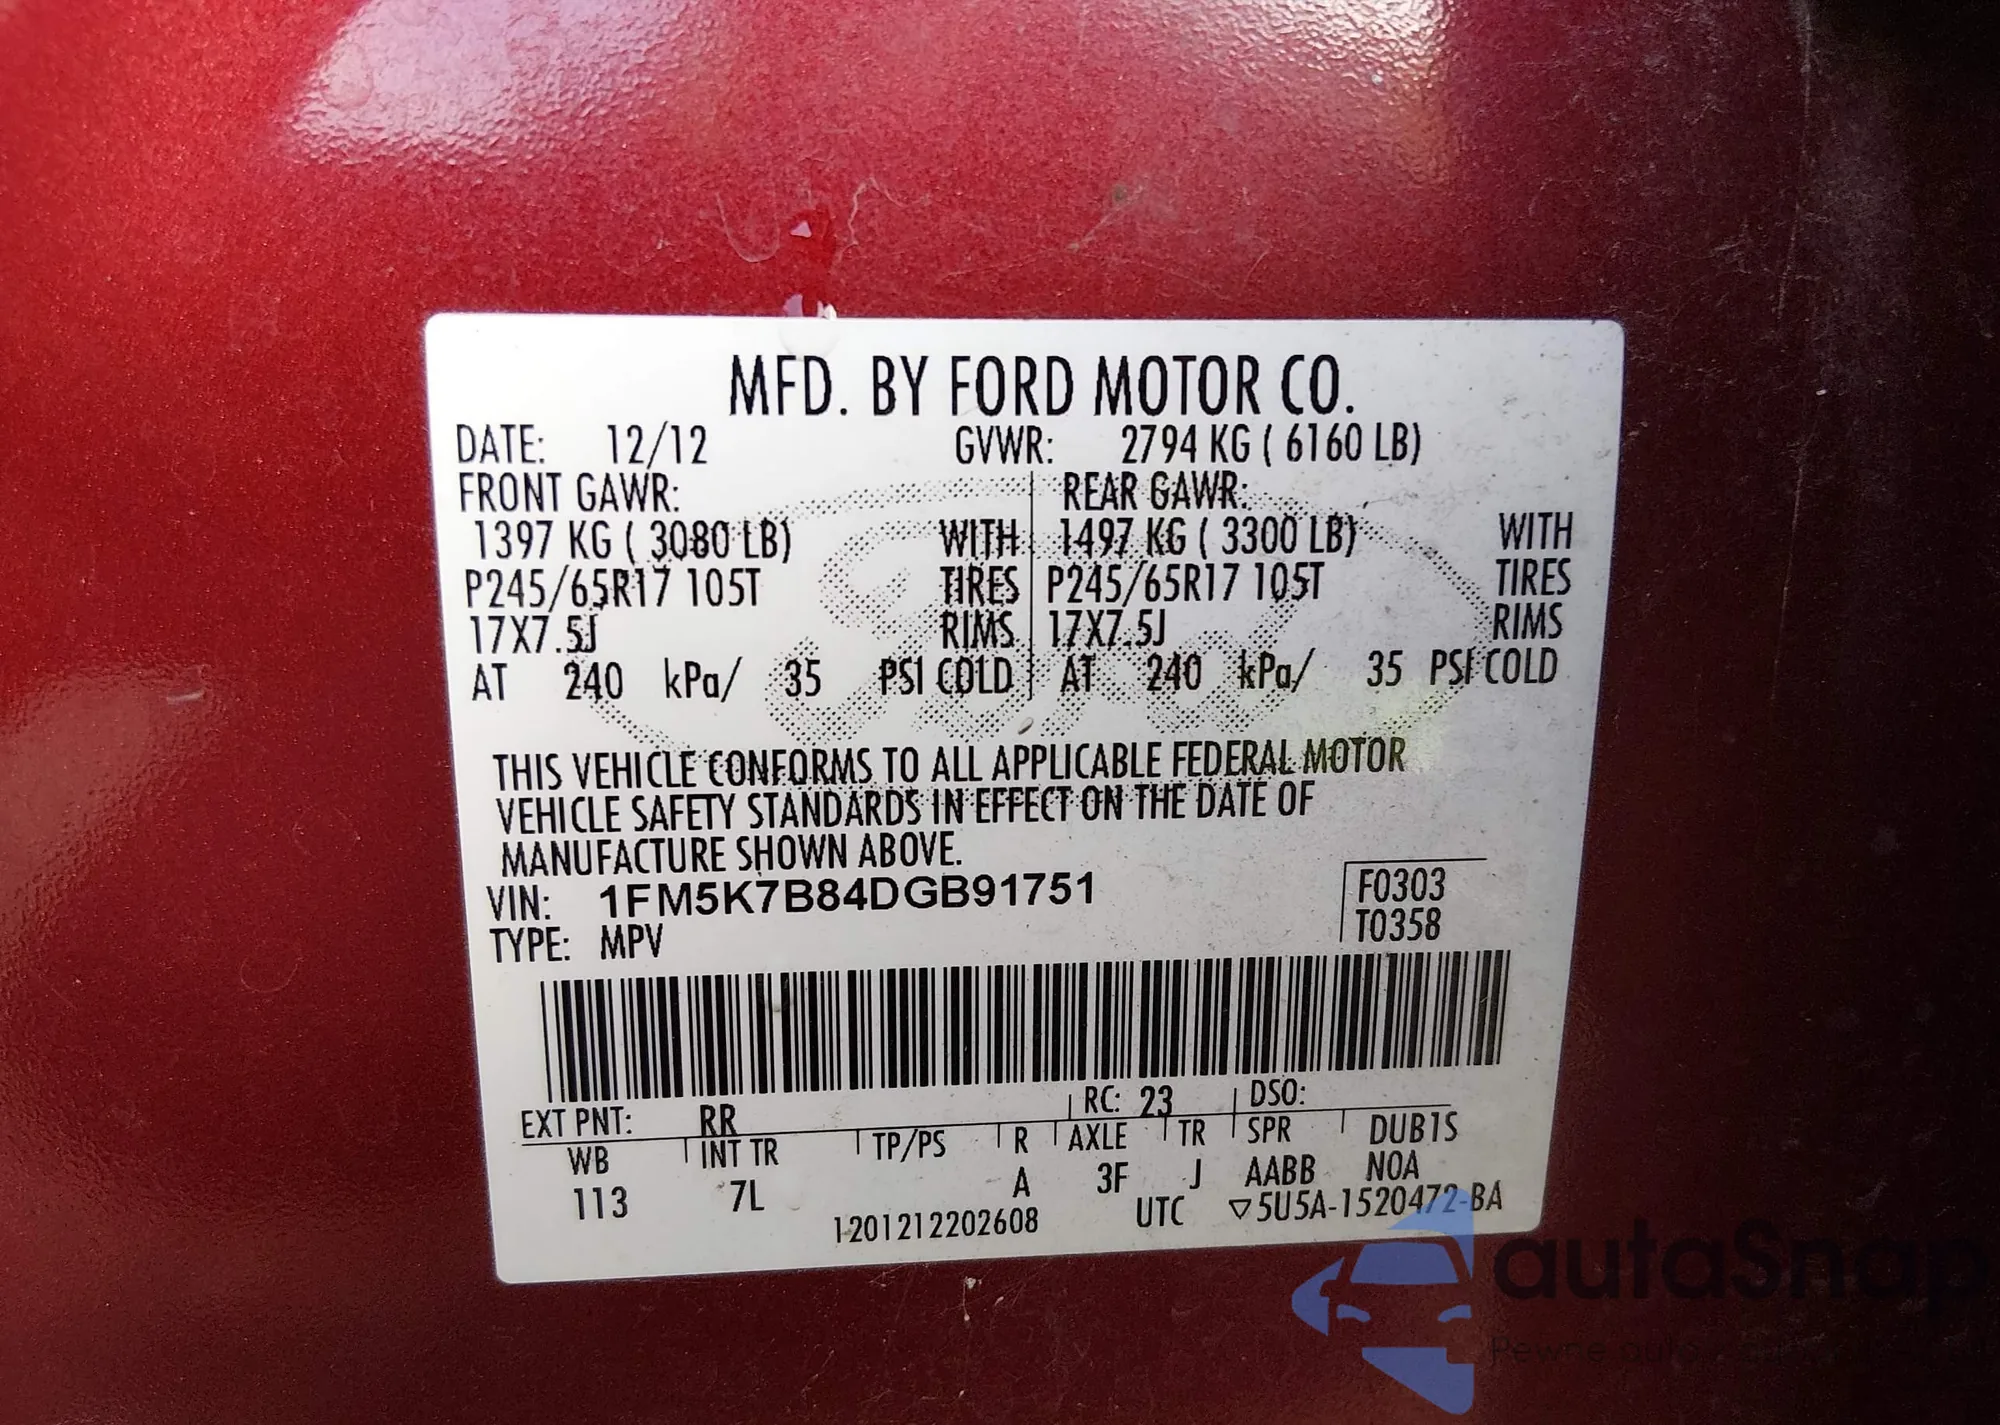 MFD. BY FORD MOTOR CO.
DATE: 12/12 GVWR: 2794 KG ( 6160 LB)
FRONT GAWR: REAR GAWR:
1397 KG ( 3080 LB) WITH 1497 KG ( 3300 LB) WITH
P245/65R17 105T TIRES P245/65R17 105T TIRES
17X7.5J RIMS 17X7.5J RIMS
AT 240 kPa/ 35 PSI COLD AT 240 kPa/ 35 PSI COLD
THIS VEHICLE CONFORMS TO ALL APPLICABLE FEDERAL MOTOR
VEHICLE SAFETY STANDARDS IN EFFECT ON THE DATE OF
MANUFACTURE SHOWN ABOVE.
VIN: 1FM5K7B84DGB91751 F0303
TYPE: MPV T0358
EXT PNT: RR RC: 23 DSO:
WB INT TR TP/PS R AXLE TR SPR DUB1S
113 7L A 3F J AABB N0A
1201212202608 UTC ▽5U5A-1520472-BA
autaSnap
Pewne auta